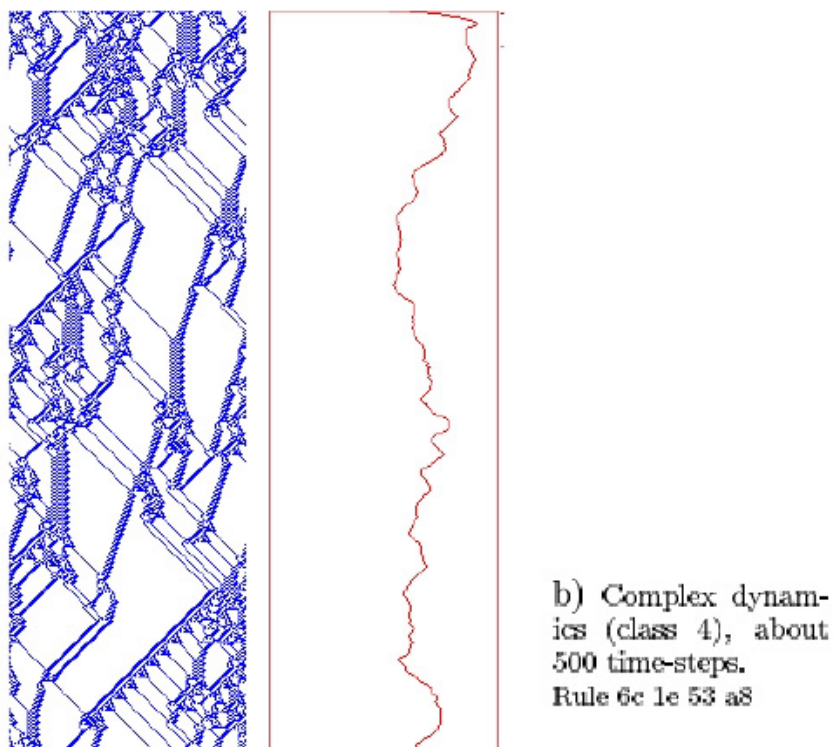 b) Complex dynam-
ics (class 4), about
500 time-steps.
Rule 6c 1e 53 a8